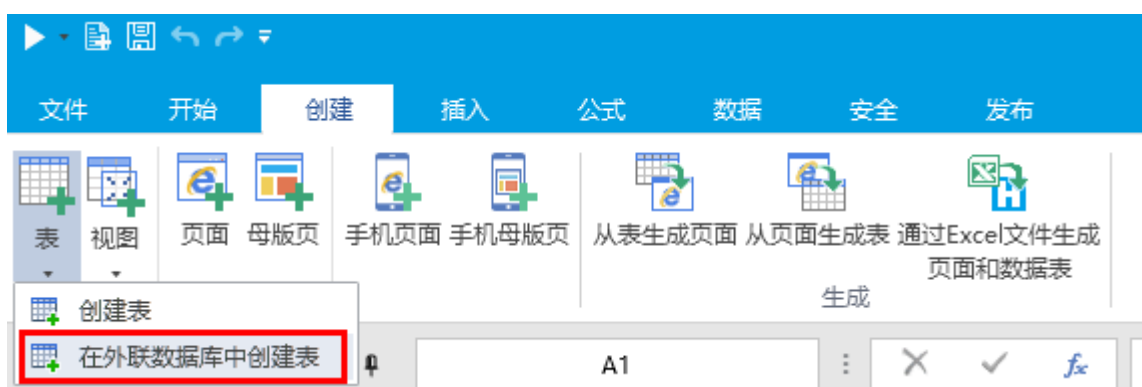 文件 开始 创建 插入 公式 数据 安全 发布
表 视图 页面 母版页 手机页面 手机母版页 从表生成页面 从页面生成表 通过Excel文件生成
页面和数据表
生成
创建表
在外联数据库中创建表
A1 fx